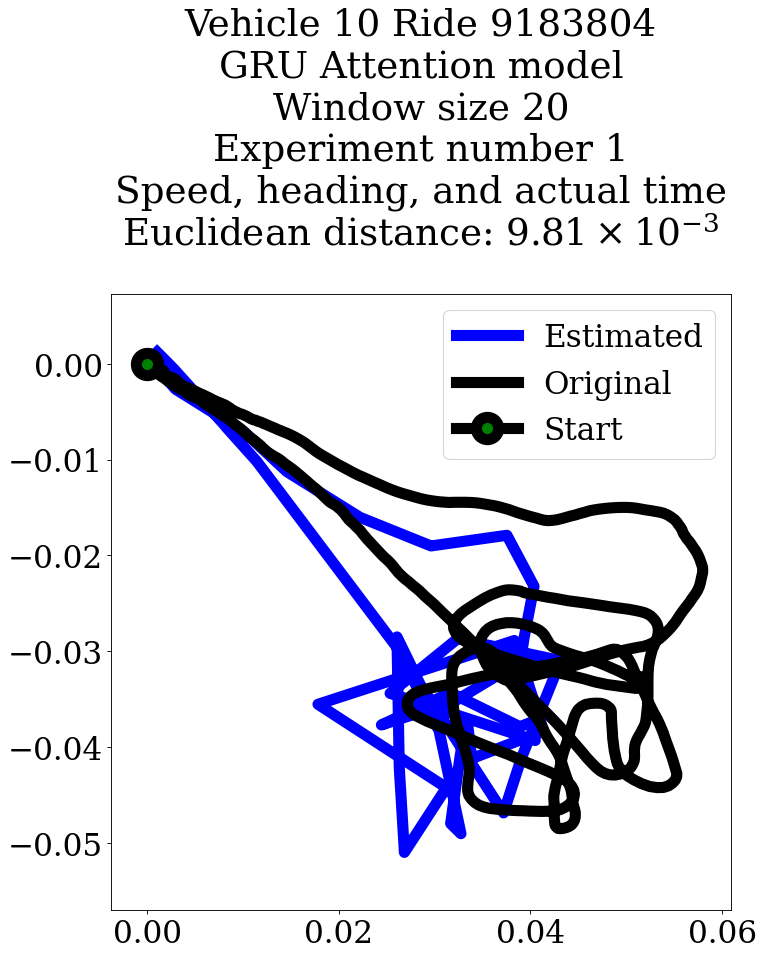 Vehicle 10 Ride 9183804
GRU Attention model
Window size 20
Experiment number 1
Speed, heading, and actual time
Euclidean distance: 9.81 × 10⁻³
Estimated
Original
Start
0.00
−0.01
−0.02
−0.03
−0.04
−0.05
0.00 0.02 0.04 0.06